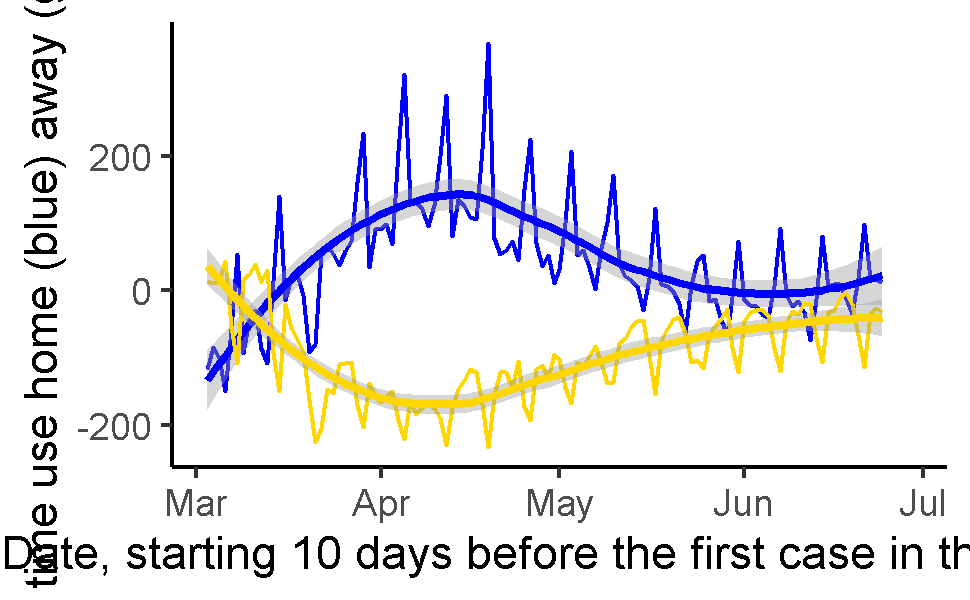 time use home (blue) away (
200
0
-200
Mar Apr May Jun Jul
Date, starting 10 days before the first case in th